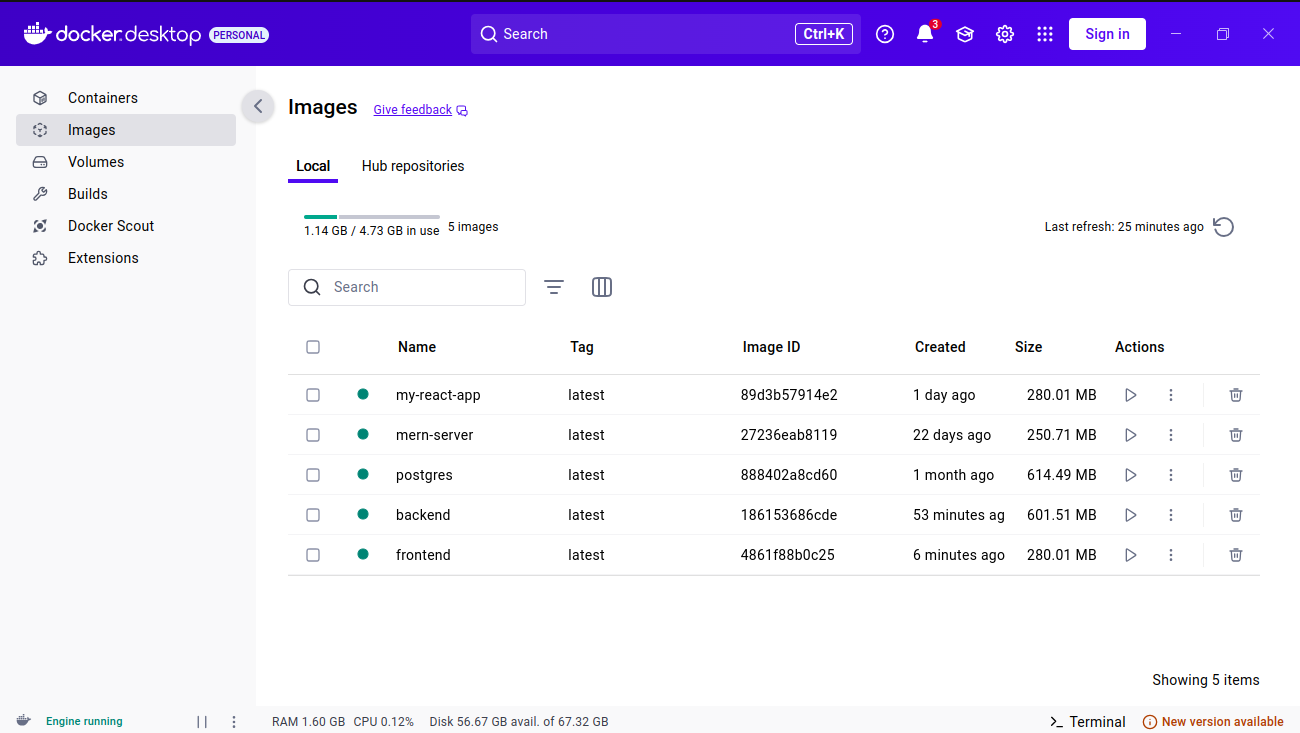 docker.desktop PERSONAL
Search Ctrl+K
3
Sign in
Containers
Images
Volumes
Builds
Docker Scout
Extensions
Images Give feedback
Local Hub repositories
1.14 GB / 4.73 GB in use 5 images
Last refresh: 25 minutes ago
Search
Name Tag Image ID Created Size Actions
my-react-app latest 89d3b57914e2 1 day ago 280.01 MB
mern-server latest 27236eab8119 22 days ago 250.71 MB
postgres latest 888402a8cd60 1 month ago 614.49 MB
backend latest 186153686cde 53 minutes ag 601.51 MB
frontend latest 4861f88b0c25 6 minutes ago 280.01 MB
Showing 5 items
Engine running RAM 1.60 GB CPU 0.12% Disk 56.67 GB avail. of 67.32 GB Terminal New version available